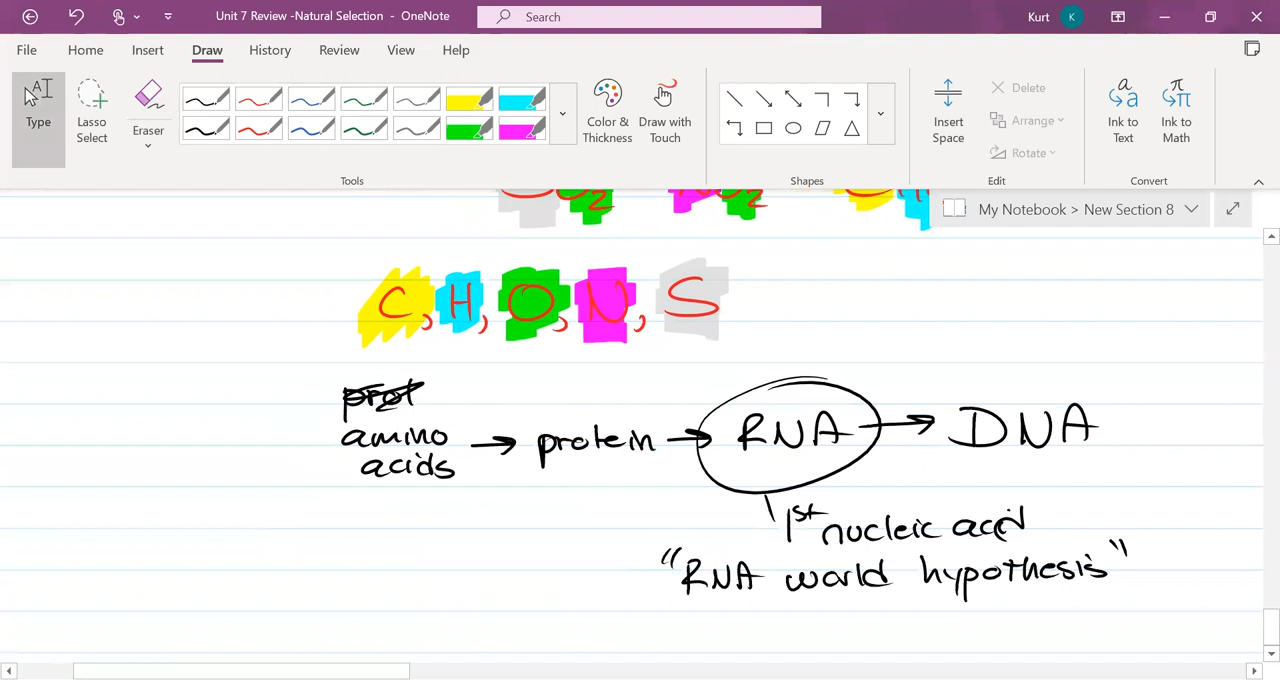 Unit 7 Review -Natural Selection - OneNote
Search
Kurt K
File Home Insert Draw History Review View Help
Type
Lasso Select
Eraser
Color & Thickness
Draw with Touch
Insert Space
Delete
Arrange
Rotate
a a
Ink to Text
π π
Ink to Math
Tools
Shapes
Edit
Convert
My Notebook > New Section 8
C, H, O, N, S
prot
amino acids → protein → RNA → DNA
1st nucleic acid
"RNA world hypothesis"